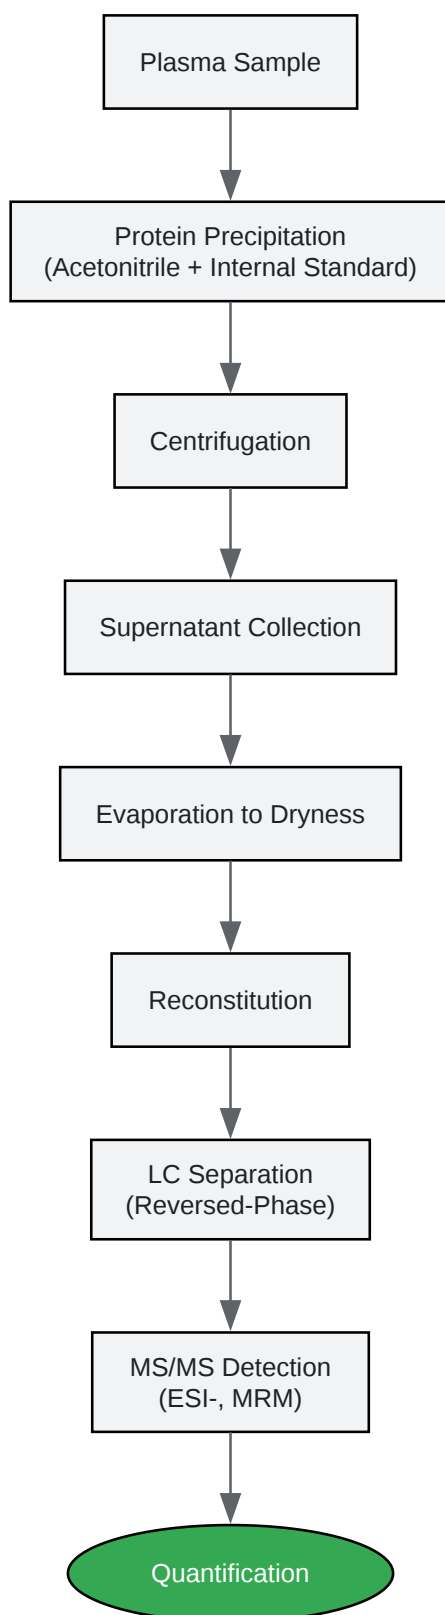 Plasma Sample
Protein Precipitation
(Acetonitrile + Internal Standard)
Centrifugation
Supernatant Collection
Evaporation to Dryness
Reconstitution
LC Separation
(Reversed-Phase)
MS/MS Detection
(ESI-, MRM)
Quantification